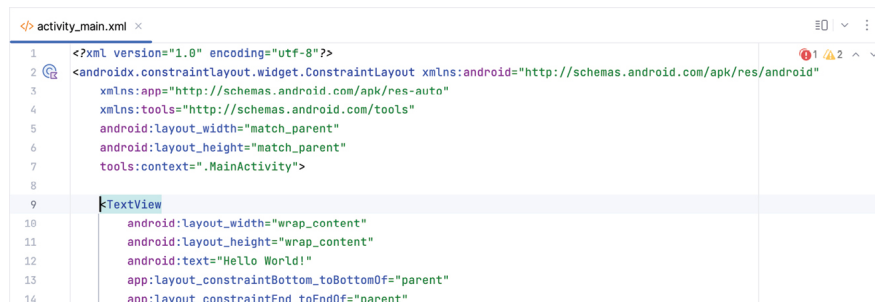 activity_main.xml
1 <?xml version="1.0" encoding="utf-8"?>
1 2
2 <androidx.constraintlayout.widget.ConstraintLayout xmlns:android="http://schemas.android.com/apk/res/android"
3 xmlns:app="http://schemas.android.com/apk/res-auto"
4 xmlns:tools="http://schemas.android.com/tools"
5 android:layout_width="match_parent"
6 android:layout_height="match_parent"
7 tools:context=".MainActivity">
8
9 <TextView
10 android:layout_width="wrap_content"
11 android:layout_height="wrap_content"
12 android:text="Hello World!"
13 app:layout_constraintBottom_toBottomOf="parent"
14 app:layout_constraintEnd_toEndOf="parent"